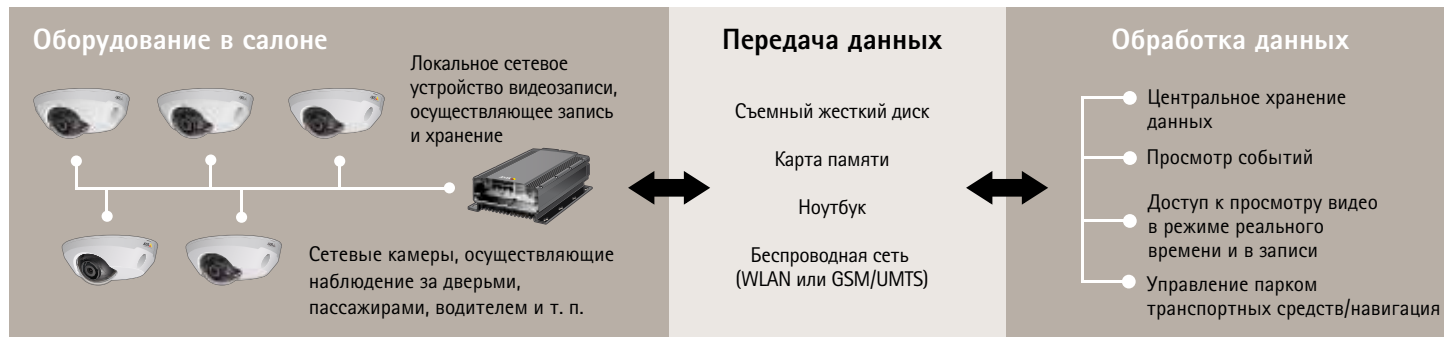 Оборудование в салоне
Локальное сетевое
устройство видеозаписи,
осуществляющее запись
и хранение
Сетевые камеры, осуществляющие
наблюдение за дверьми,
пассажирами, водителем и т. п.
Передача данных
Съемный жесткий диск
Карта памяти
Ноутбук
Беспроводная сеть
(WLAN или GSM/UMTS)
Обработка данных
Центральное хранение
данных
Просмотр событий
Доступ к просмотру видео
в режиме реального
времени и в записи
Управление парком
транспортных средств/навигация